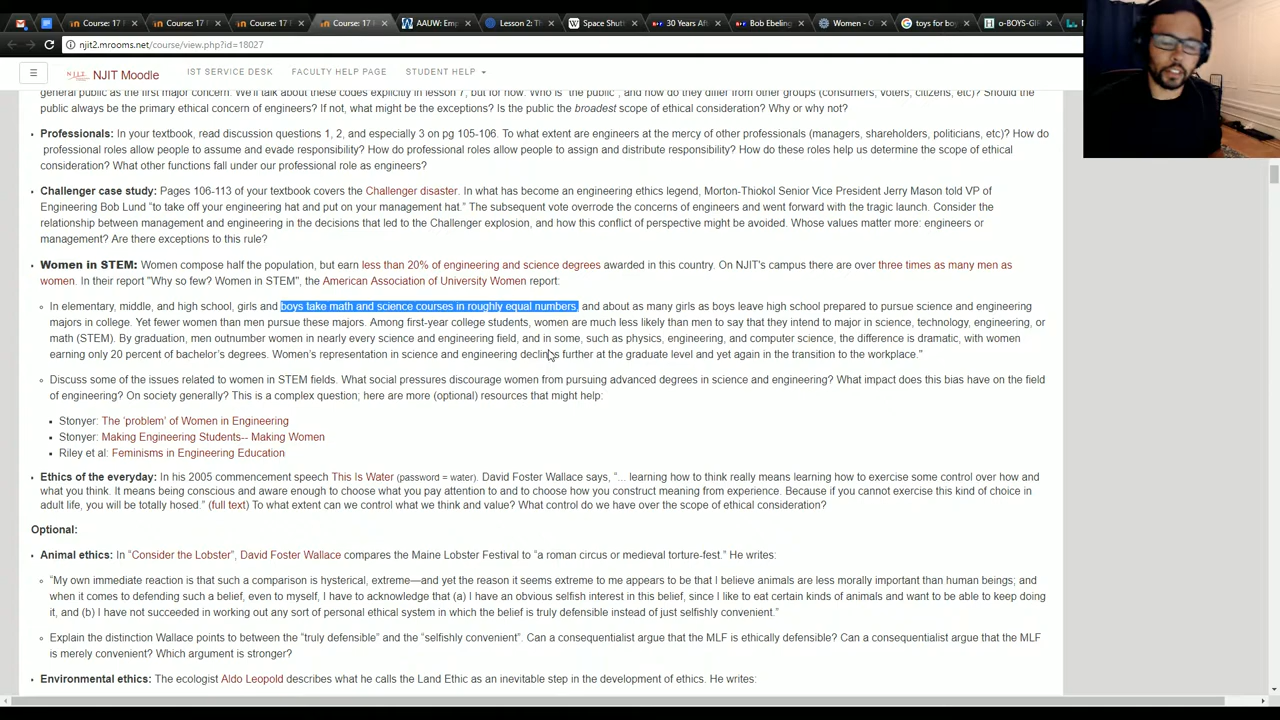 Course: 17 F
Course: 17 F
Course: 17 F
Course: 17 F
AAUW: Emp
Lesson 2: Th
Space Shutt
30 Years Aft
Bob Ebeling
Women - O
toys for bo
o-BOYS-GIR
njit2.mrooms.net/course/view.php?id=18027
NJIT Moodle
IST SERVICE DESK
FACULTY HELP PAGE
STUDENT HELP
general public as the first major concern. We'll talk about these codes explicitly in lesson 7, but for now: Who is "the public", and how do they differ from other groups (consumers, voters, citizens, etc)? Should the
public always be the primary ethical concern of engineers? If not, what might be the exceptions? Is the public the broadest scope of ethical consideration? Why or why not?
Professionals: In your textbook, read discussion questions 1, 2, and especially 3 on pg 105-106. To what extent are engineers at the mercy of other professionals (managers, shareholders, politicians, etc)? How do
professional roles allow people to assume and evade responsibility? How do professional roles allow people to assign and distribute responsibility? How do these roles help us determine the scope of ethical
consideration? What other functions fall under our professional role as engineers?
Challenger case study: Pages 106-113 of your textbook covers the Challenger disaster. In what has become an engineering ethics legend, Morton-Thiokol Senior Vice President Jerry Mason told VP of
Engineering Bob Lund "to take off your engineering hat and put on your management hat." The subsequent vote overrode the concerns of engineers and went forward with the tragic launch. Consider the
relationship between management and engineering in the decisions that led to the Challenger explosion, and how this conflict of perspective might be avoided. Whose values matter more: engineers or
management? Are there exceptions to this rule?
Women in STEM: Women compose half the population, but earn less than 20% of engineering and science degrees awarded in this country. On NJIT's campus there are over three times as many men as
women. In their report "Why so few? Women in STEM", the American Association of University Women report:
In elementary, middle, and high school, girls and boys take math and science courses in roughly equal numbers, and about as many girls as boys leave high school prepared to pursue science and engineering
majors in college. Yet fewer women than men pursue these majors. Among first-year college students, women are much less likely than men to say that they intend to major in science, technology, engineering, or
math (STEM). By graduation, men outnumber women in nearly every science and engineering field, and in some, such as physics, engineering, and computer science, the difference is dramatic, with women
earning only 20 percent of bachelor's degrees. Women's representation in science and engineering declines further at the graduate level and yet again in the transition to the workplace."
Discuss some of the issues related to women in STEM fields. What social pressures discourage women from pursuing advanced degrees in science and engineering? What impact does this bias have on the field
of engineering? On society generally? This is a complex question; here are more (optional) resources that might help:
Stonyer: The 'problem' of Women in Engineering
Stonyer: Making Engineering Students-- Making Women
Riley et al: Feminisms in Engineering Education
Ethics of the everyday: In his 2005 commencement speech This Is Water (password = water). David Foster Wallace says, "... learning how to think really means learning how to exercise some control over how and
what you think. It means being conscious and aware enough to choose what you pay attention to and to choose how you construct meaning from experience. Because if you cannot exercise this kind of choice in
adult life, you will be totally hosed." (full text) To what extent can we control what we think and value? What control do we have over the scope of ethical consideration?
Optional:
Animal ethics: In "Consider the Lobster", David Foster Wallace compares the Maine Lobster Festival to "a roman circus or medieval torture-fest." He writes:
"My own immediate reaction is that such a comparison is hysterical, extreme—and yet the reason it seems extreme to me appears to be that I believe animals are less morally important than human beings; and
when it comes to defending such a belief, even to myself, I have to acknowledge that (a) I have an obvious selfish interest in this belief, since I like to eat certain kinds of animals and want to be able to keep doing
it, and (b) I have not succeeded in working out any sort of personal ethical system in which the belief is truly defensible instead of just selfishly convenient."
Explain the distinction Wallace points to between the "truly defensible" and the "selfishly convenient". Can a consequentialist argue that the MLF is ethically defensible? Can a consequentialist argue that the MLF
is merely convenient? Which argument is stronger?
Environmental ethics: The ecologist Aldo Leopold describes what he calls the Land Ethic as an inevitable step in the development of ethics. He writes: